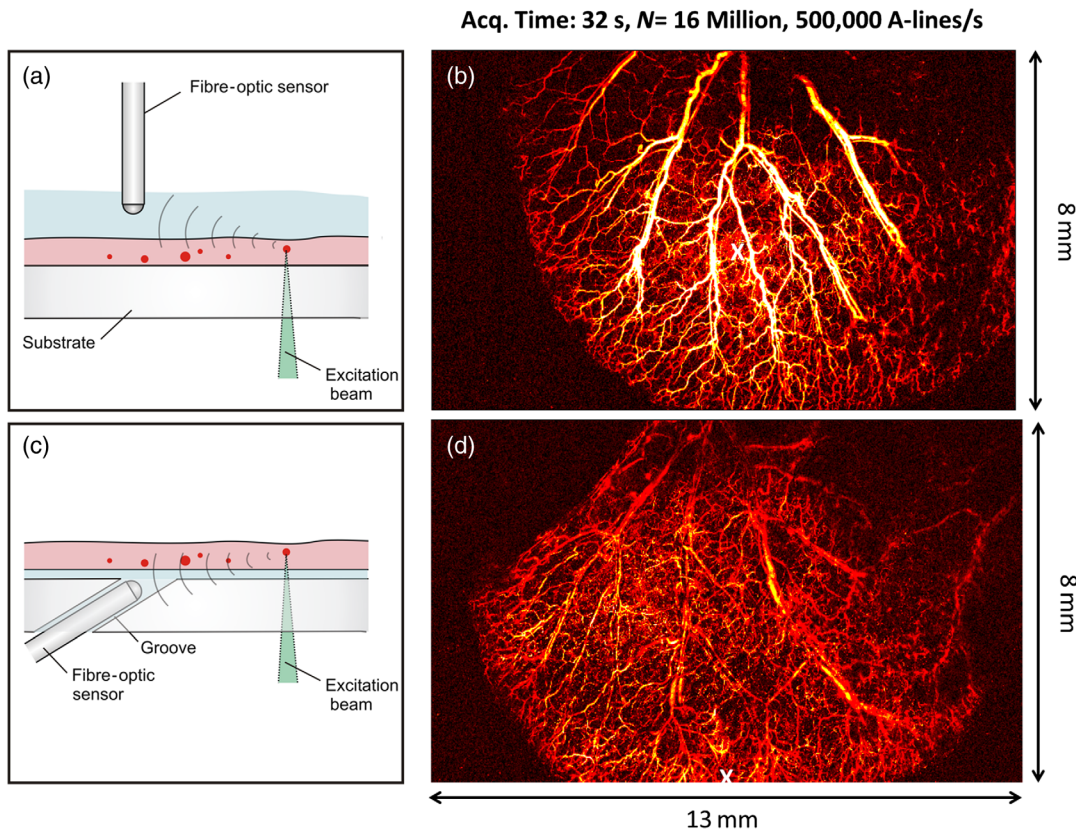 Acq. Time: 32 s, N= 16 Million, 500,000 A-lines/s
(a)
Fibre-optic sensor
Substrate
Excitation
beam
(b)
X
8 mm
(c)
Groove
Fibre-optic
sensor
Excitation
beam
(d)
X
8 mm
13 mm